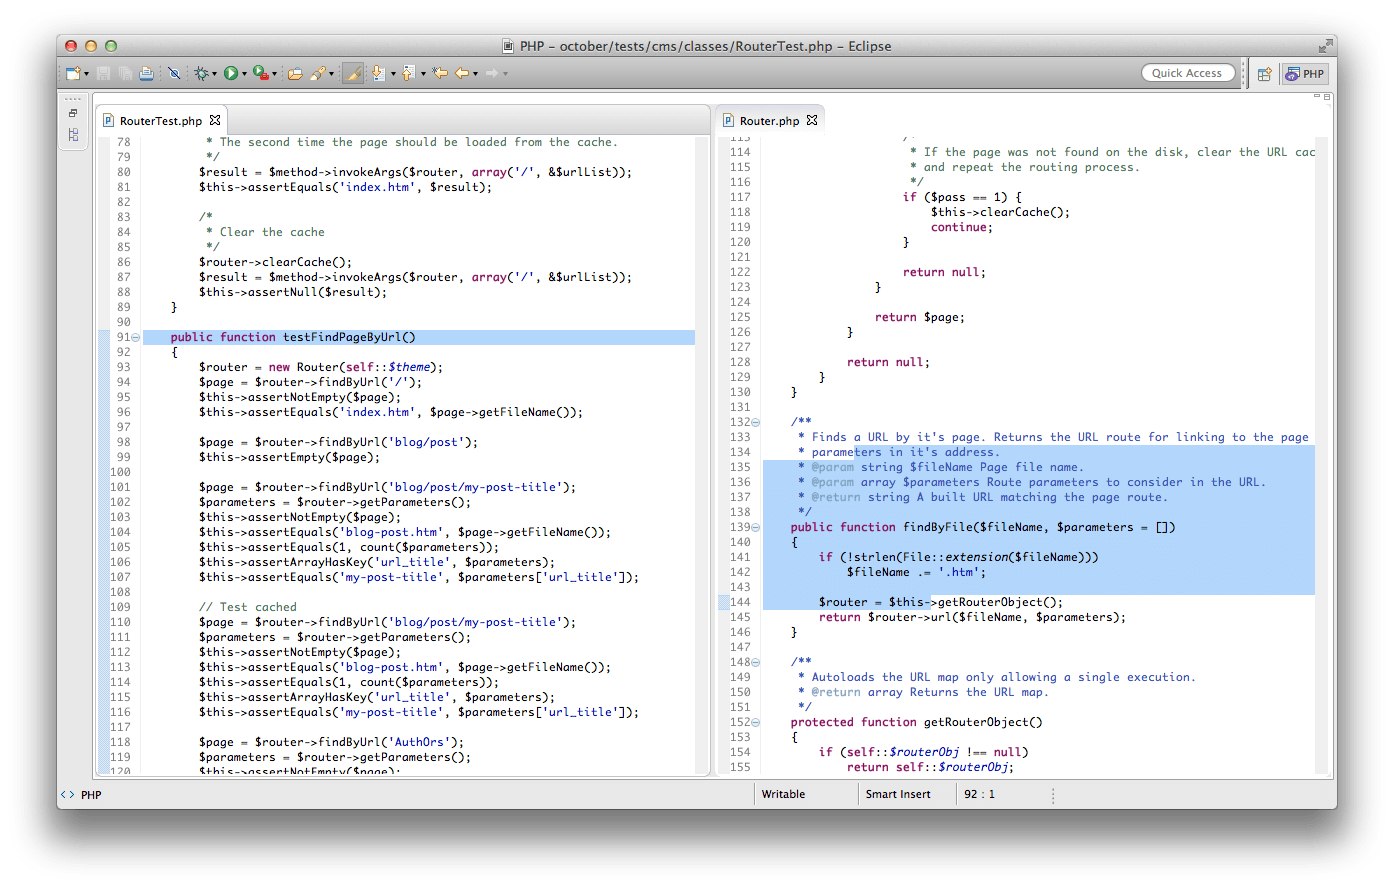 PHP – october/tests/cms/classes/RouterTest.php – Eclipse
Quick Access
PHP
RouterTest.php
78 * The second time the page should be loaded from the cache.
79 */
80 $result = $method->invokeArgs($router, array('/', &$urlList));
81 $this->assertEquals('index.htm', $result);
82
83 /*
84 * Clear the cache
85 */
86 $router->clearCache();
87 $result = $method->invokeArgs($router, array('/', &$urlList));
88 $this->assertNull($result);
89 }
90
91 public function testFindPageByUrl()
92 {
93 $router = new Router(self::$theme);
94 $page = $router->findByUrl('/');
95 $this->assertNotEmpty($page);
96 $this->assertEquals('index.htm', $page->getFileName());
97
98 $page = $router->findByUrl('blog/post');
99 $this->assertEmpty($page);
100
101 $page = $router->findByUrl('blog/post/my-post-title');
102 $parameters = $router->getParameters();
103 $this->assertNotEmpty($page);
104 $this->assertEquals('blog-post.htm', $page->getFileName());
105 $this->assertEquals(1, count($parameters));
106 $this->assertArrayHasKey('url_title', $parameters);
107 $this->assertEquals('my-post-title', $parameters['url_title']);
108
109 // Test cached
110 $page = $router->findByUrl('blog/post/my-post-title');
111 $parameters = $router->getParameters();
112 $this->assertNotEmpty($page);
113 $this->assertEquals('blog-post.htm', $page->getFileName());
114 $this->assertEquals(1, count($parameters));
115 $this->assertArrayHasKey('url_title', $parameters);
116 $this->assertEquals('my-post-title', $parameters['url_title']);
117
118 $page = $router->findByUrl('AuthOrs');
119 $parameters = $router->getParameters();
120 $this->assertNotEmpty($page);
Router.php
113 /*
114 * If the page was not found on the disk, clear the URL cac
115 * and repeat the routing process.
116 */
117 if ($pass == 1) {
118 $this->clearCache();
119 continue;
120 }
121
122 return null;
123 }
124
125 return $page;
126 }
127
128 return null;
129 }
130 }
131
132 /**
133 * Finds a URL by it's page. Returns the URL route for linking to the page
134 * parameters in it's address.
135 * @param string $fileName Page file name.
136 * @param array $parameters Route parameters to consider in the URL.
137 * @return string A built URL matching the page route.
138 */
139 public function findByFile($fileName, $parameters = [])
140 {
141 if (!strlen(File::extension($fileName)))
142 $fileName .= '.htm';
143
144 $router = $this->getRouterObject();
145 return $router->url($fileName, $parameters);
146 }
147
148 /**
149 * Autoloads the URL map only allowing a single execution.
150 * @return array Returns the URL map.
151 */
152 protected function getRouterObject()
153 {
154 if (self::$routerObj !== null)
155 return self::$routerObj;
<> PHP
Writable
Smart Insert
92 : 1